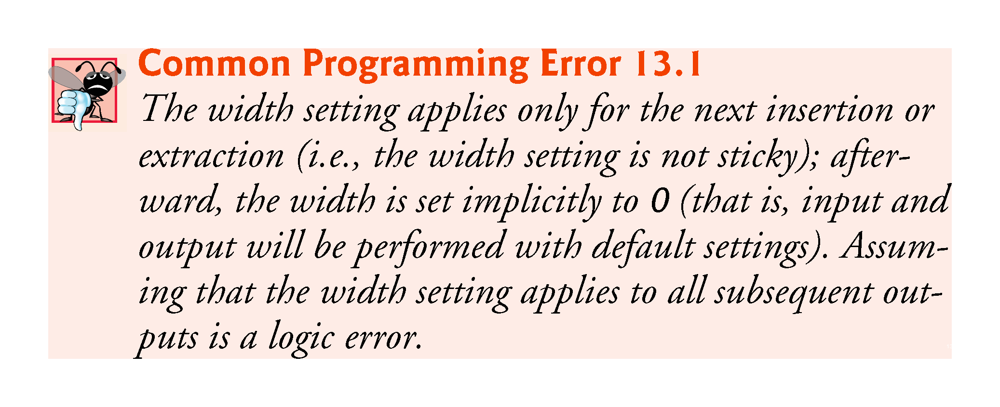 Common Programming Error 13.1
The width setting applies only for the next insertion or
extraction (i.e., the width setting is not sticky); after-
ward, the width is set implicitly to 0 (that is, input and
output will be performed with default settings). Assum-
ing that the width setting applies to all subsequent out-
puts is a logic error.